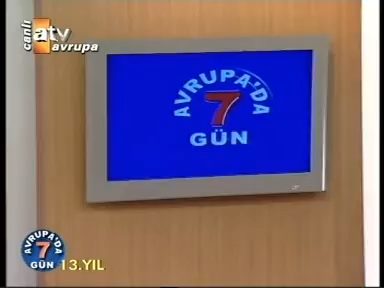 canlı
atv
avrupa
AVRUPA'DA
7
GÜN
AVRUPA'DA
7
GÜN
13.YIL